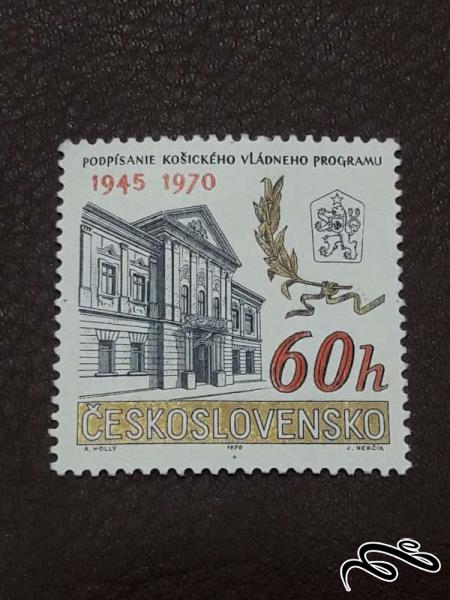 PODPÍSANIE KOŠICKÉHO VLÁDNEHO PROGRAMU
1945 1970
60h
ČESKOSLOVENSKO
A. HOLLÝ 1970 J. HERČÍK